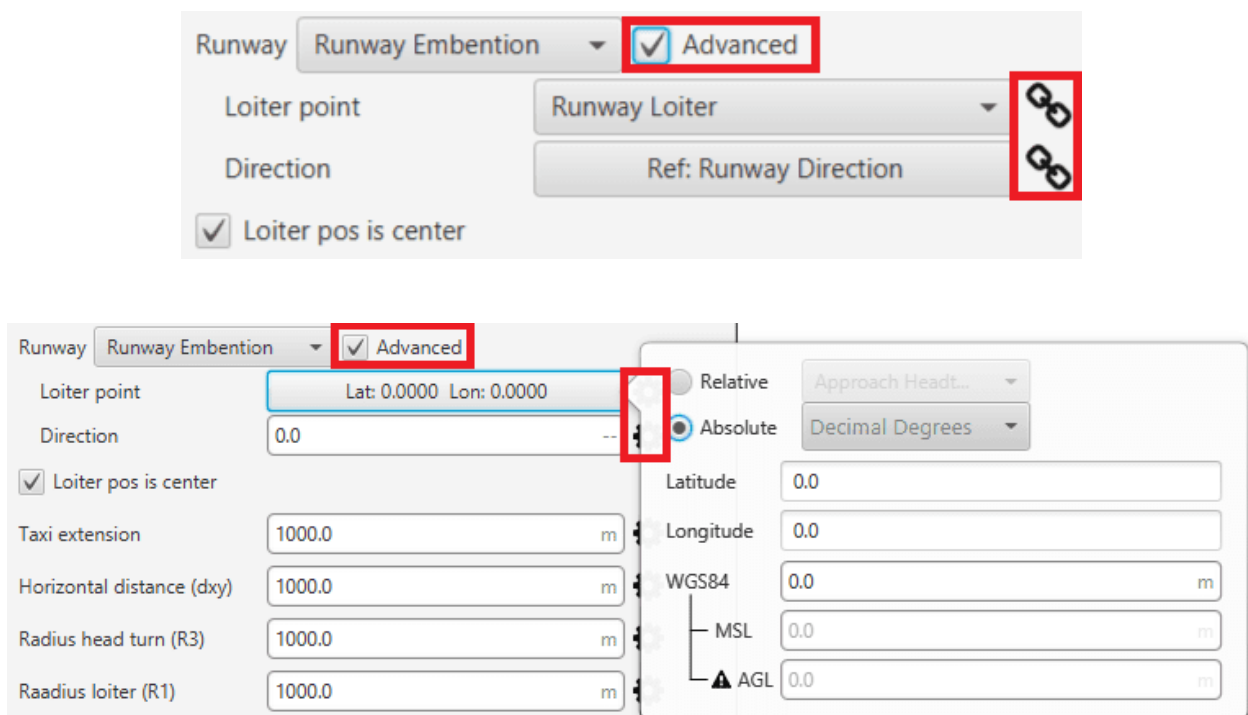 Runway Runway Embention Advanced
Loiter point Runway Loiter
Direction Ref: Runway Direction
Loiter pos is center
Runway Runway Embention Advanced
Loiter point Lat: 0.0000 Lon: 0.0000
Direction 0.0 --
Loiter pos is center
Taxi extension 1000.0 m
Horizontal distance (dxy) 1000.0 m
Radius head turn (R3) 1000.0 m
Raadius loiter (R1) 1000.0 m
Relative Approach Headt...
Absolute Decimal Degrees
Latitude 0.0
Longitude 0.0
WGS84 0.0 m
MSL 0.0 m
AGL 0.0 m